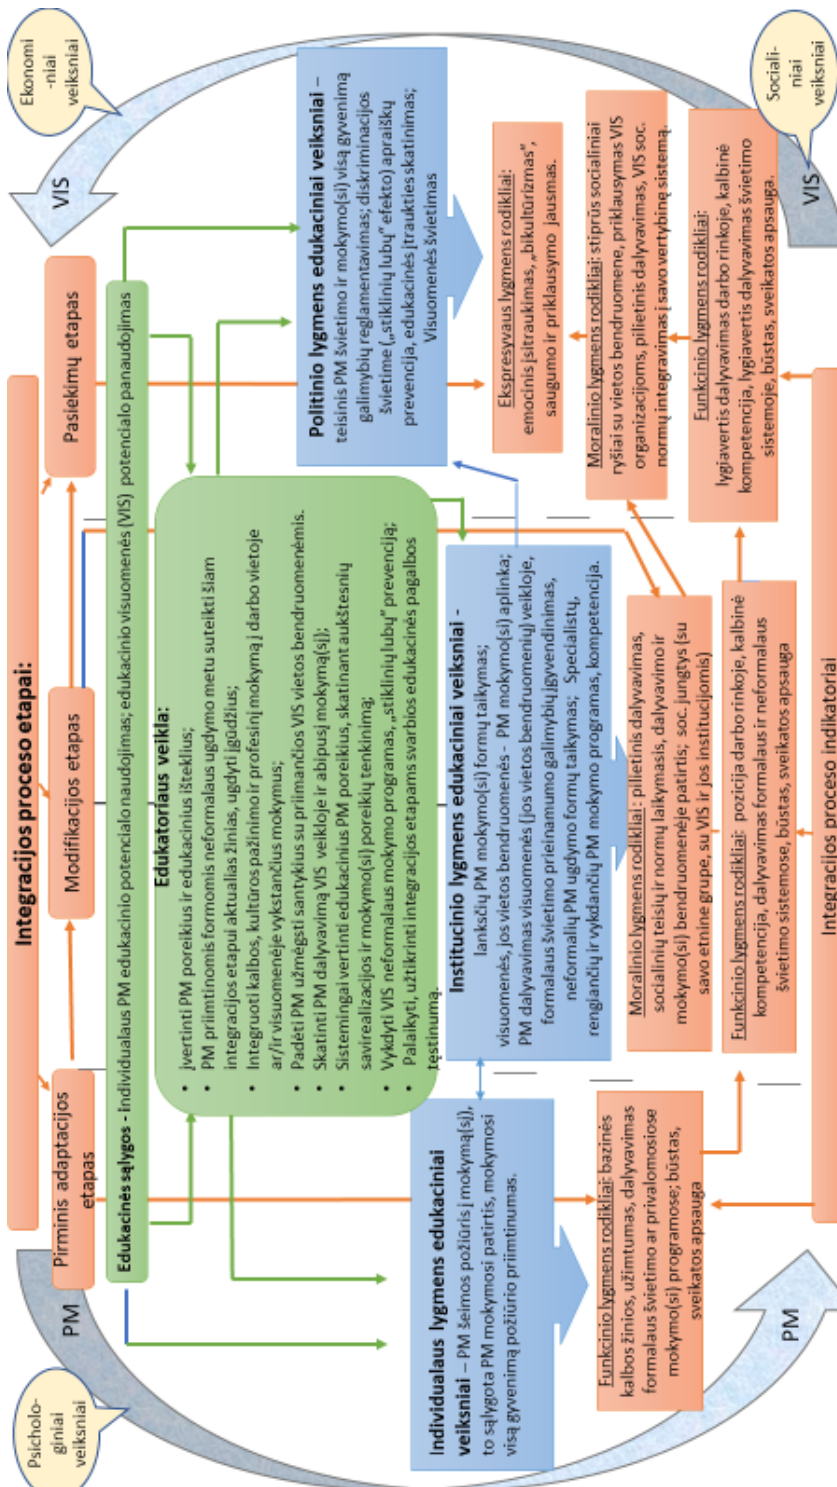 Integracijos proceso etapai:
Pirminis adaptacijos
etapas
Modifikacijos etapas
Pasiekimų etapas
Psicholo-
giniai
veiksniai
PM
Ekonomi
-niai
veiksniai
VIS
Edukacinės sąlygos - individualaus PM edukacinio potencialo naudojimas; edukacinio visuomenės (VIS) potencialo panaudojimas
Edukatoriaus veikla:
• Įvertinti PM poreikius ir edukacinius išteklius;
• PM priimtinomis formomis neformalaus ugdymo metu suteikti šiam
integracijos etapui aktualias žinias, ugdyti įgūdžius;
• Integruoti kalbos, kultūros pažinimo ir profesinį mokymą į darbo vietoje
ar/ir visuomenėje vykstančius mokymus;
• Padėti PM užmėgsti santykius su priimančios VIS vietos bendruomenėmis.
• Skatinti PM dalyvavimą VIS veikloje ir abipusį mokymą(sį);
• Sistemingai vertinti edukacinius PM poreikius, skatinant aukštesnių
savirealizacijos ir mokymo(si) poreikių tenkinimą;
• Vykdyti VIS neformalaus mokymo programas, „stiklinių lubų" prevenciją;
• Palaikyti, užtikrinti integracijos etapams svarbios edukacinės pagalbos
tęstinumą.
Individualaus lygmens edukaciniai
veiksniai – PM šeimos požiūris į mokymą(sį),
to sąlygota PM mokymosi patirtis, mokymosi
visą gyvenimą požiūrio priimtinumas.
Institucinio lygmens edukaciniai veiksniai -
lanksčių PM mokymo(si) formų taikymas;
visuomenės, jos vietos bendruomenės - PM mokymo(si) aplinka;
PM dalyvavimas visuomenės (jos vietos bendruomenių) veikloje,
formalaus švietimo prieinamumo galimybių įgyvendinimas,
neformalių PM ugdymo formų taikymas; Specialistų,
rengiančių ir vykdančių PM mokymo programas, kompetencija.
Politinio lygmens edukaciniai veiksniai –
teisinis PM švietimo ir mokymo(si) visą gyvenimą
galimybių reglamentavimas; diskriminacijos
švietime („stiklinių lubų" efekto) apraiškų
prevencija, edukacinės įtraukties skatinimas;
Visuomenės švietimas
Funkcinio lygmens rodikliai: bazinės
kalbos žinios, užimtumas, dalyvavimas
formalaus švietimo ar privalomosiose
mokymo(si) programose; būstas,
sveikatos apsauga
Moralinio lygmens rodikliai: pilietinis dalyvavimas,
socialinių teisių ir normų laikymasis, dalyvavimo ir
mokymo(si) bendruomenėje patirtis; soc. jungtys (su
savo etnine grupe, su VIS ir jos institucijomis)
Funkcinio lygmens rodikliai: pozicija darbo rinkoje, kalbinė
kompetencija, dalyvavimas formalaus ir neformalaus
švietimo sistemose, būstas, sveikatos apsauga
Ekspresyvaus lygmens rodikliai:
emocinis įsitraukimas, „bikultūrizmas",
saugumo ir priklausymo jausmas.
Moralinio lygmens rodikliai: stiprūs socialiniai
ryšiai su vietos bendruomene, priklausymas VIS
organizacijoms, pilietinis dalyvavimas, VIS soc.
normų integravimas į savo vertybinę sistemą.
Funkcinio lygmens rodikliai:
lygiavertis dalyvavimas darbo rinkoje, kalbinė
kompetencija, lygiavertis dalyvavimas švietimo
sistemoje, būstas, sveikatos apsauga.
PM
Integracijos proceso indikatoriai
VIS
Sociali-
niai
veiksniai